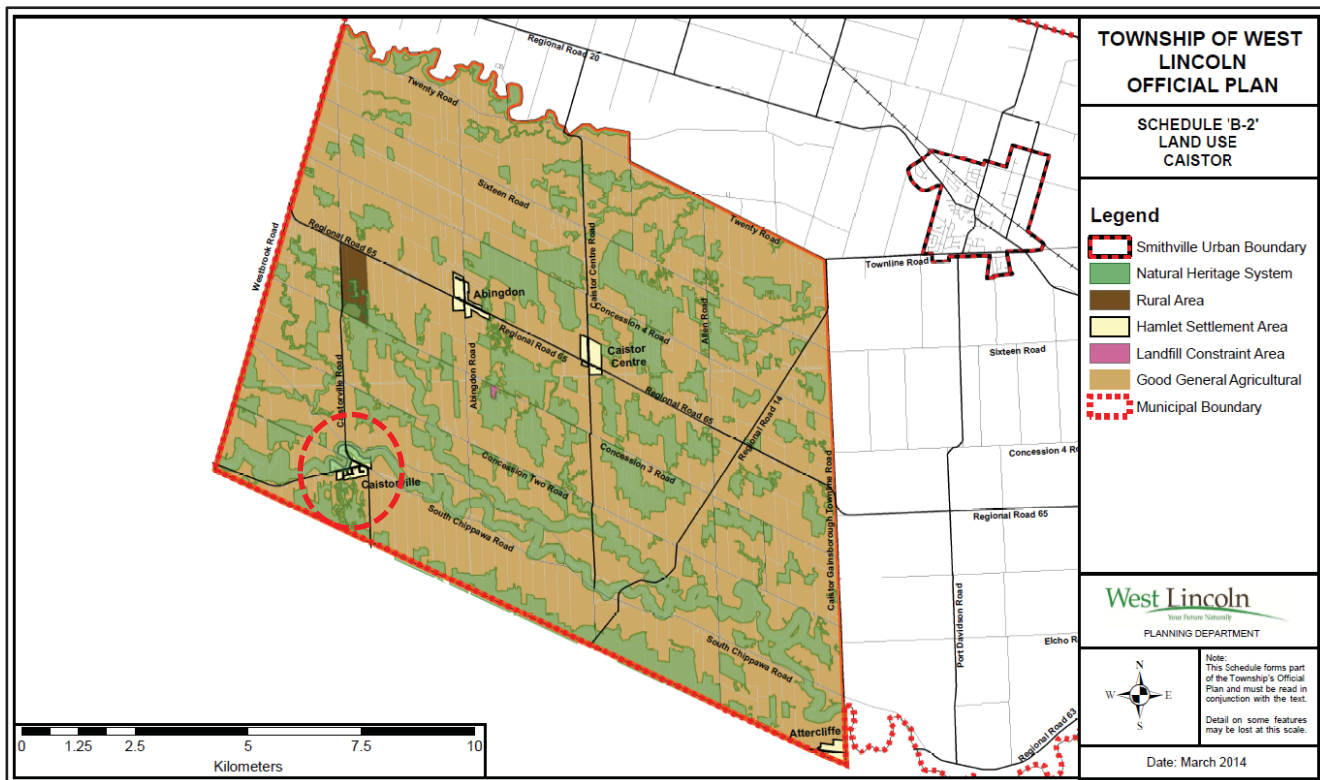 TOWNSHIP OF WEST
LINCOLN
OFFICIAL PLAN
SCHEDULE 'B-2'
LAND USE
CAISTOR
Legend
Smithville Urban Boundary
Natural Heritage System
Rural Area
Hamlet Settlement Area
Landfill Constraint Area
Good General Agricultural
Municipal Boundary
West Lincoln
Your Future Naturally
PLANNING DEPARTMENT
N
W E
S
Note:
This Schedule forms part
of the Township's Official
Plan and must be read in
conjunction with the text.
Detail on some features
may be lost at this scale.
Date: March 2014
Regional Road 20
Twenty Road
Sixteen Road
Twenty Road
Westbrook Road
Regional Road 65
Caistor Centre Road
Townline Road
Abingdon
Concession 4 Road
Allen Road
Sixteen Road
Regional Road 65
Caistor
Centre
Caistorville Road
Abingdon Road
Regional Road 65
Regional Road 14
Concession 4 Ro
Caistorville
Concession Two Road
Concession 3 Road
Caistor Gainsborough Townline Road
Regional Road 65
South Chippawa Road
Port Davidson Road
South Chippawa Road
Elcho R
Attercliffe
Regional Road 63
0 1.25 2.5 5 7.5 10
Kilometers